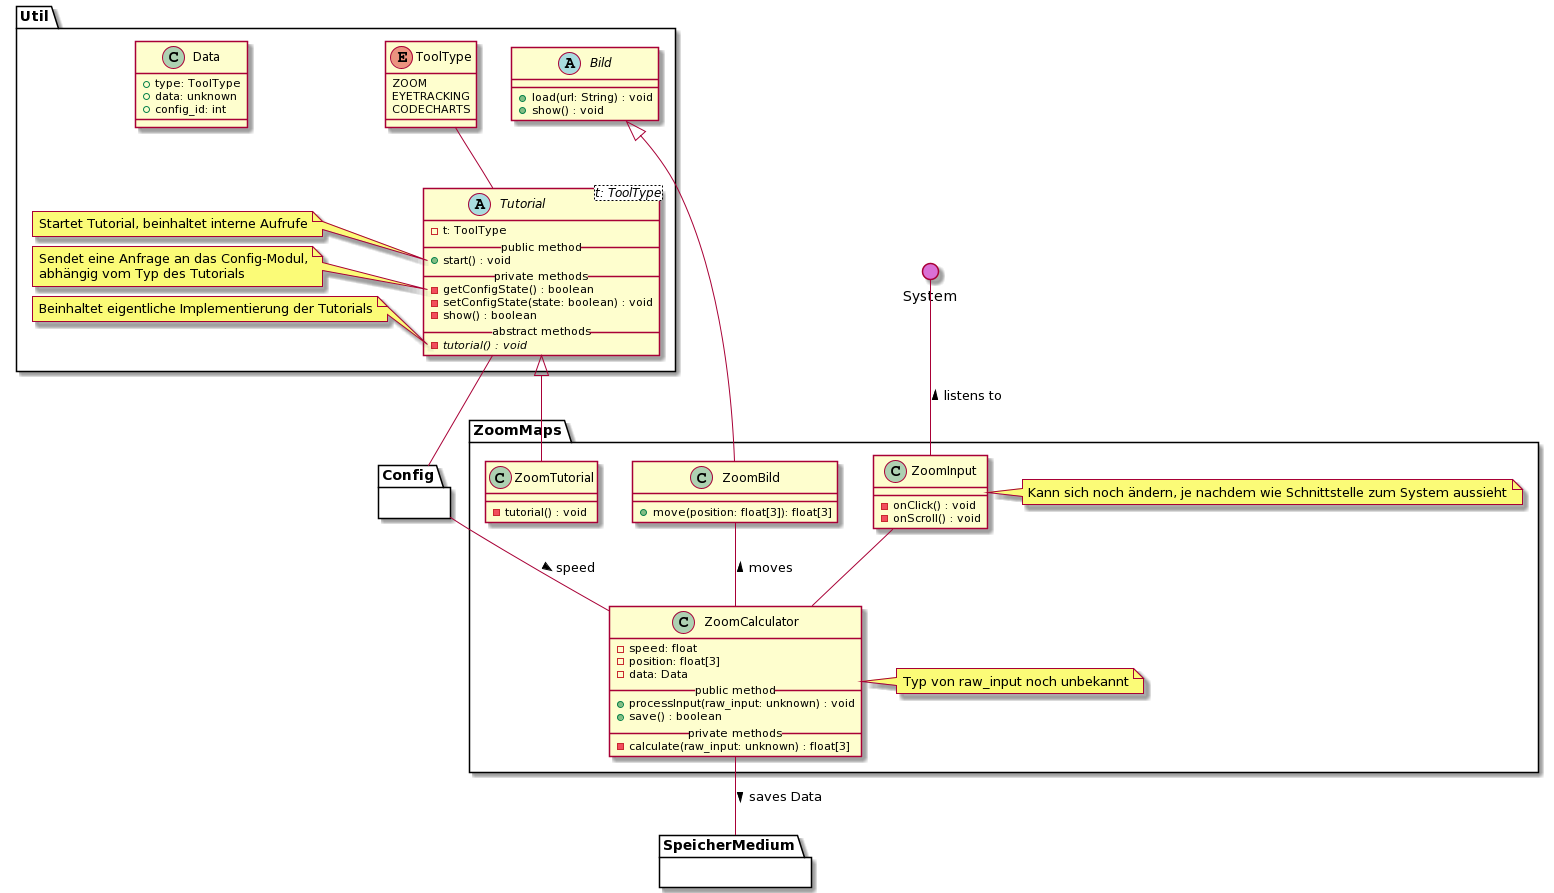 Util
C Data
type: ToolType
data: unknown
config_id: int
E ToolType
ZOOM
EYETRACKING
CODECHARTS
A Bild
load(url: String) : void
show() : void
t: ToolType
A Tutorial
t: ToolType
public method
start() : void
private methods
getConfigState() : boolean
setConfigState(state: boolean) : void
show() : boolean
abstract methods
tutorial() : void
Startet Tutorial, beinhaltet interne Aufrufe
Sendet eine Anfrage an das Config-Modul,
abhängig vom Typ des Tutorials
Beinhaltet eigentliche Implementierung der Tutorials
System
listens to
ZoomMaps
Config
C ZoomTutorial
tutorial() : void
C ZoomBild
move(position: float[3]): float[3]
C ZoomInput
onClick() : void
onScroll() : void
Kann sich noch ändern, je nachdem wie Schnittstelle zum System aussieht
speed
moves
C ZoomCalculator
speed: float
position: float[3]
data: Data
public method
processInput(raw_input: unknown) : void
save() : boolean
private methods
calculate(raw_input: unknown) : float[3]
Typ von raw_input noch unbekannt
saves Data
SpeicherMedium